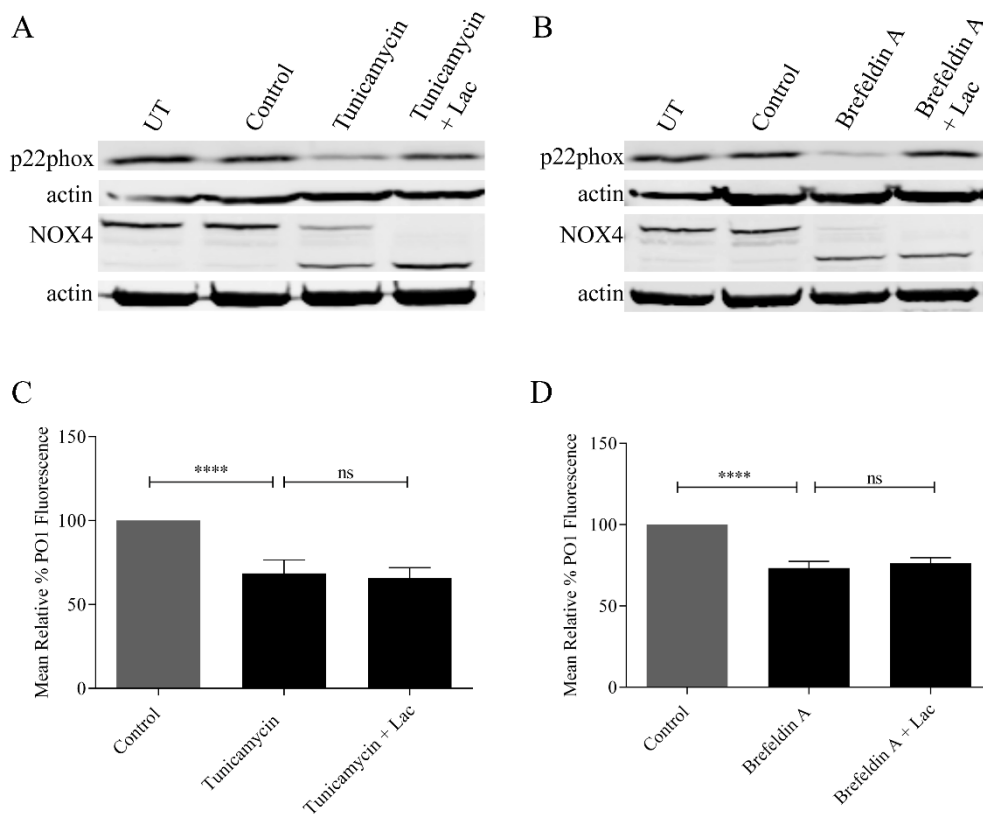 A
UT
Control
Tunicamycin
Tunicamycin
+ Lac
p22phox
actin
NOX4
actin
B
UT
Control
Brefeldin A
Brefeldin A
+ Lac
p22phox
actin
NOX4
actin
C
Mean Relative % PO1 Fluorescence
150
100
50
0
****
ns
Control
Tunicamycin
Tunicamycin + Lac
D
Mean Relative % PO1 Fluorescence
150
100
50
0
****
ns
Control
Brefeldin A
Brefeldin A + Lac